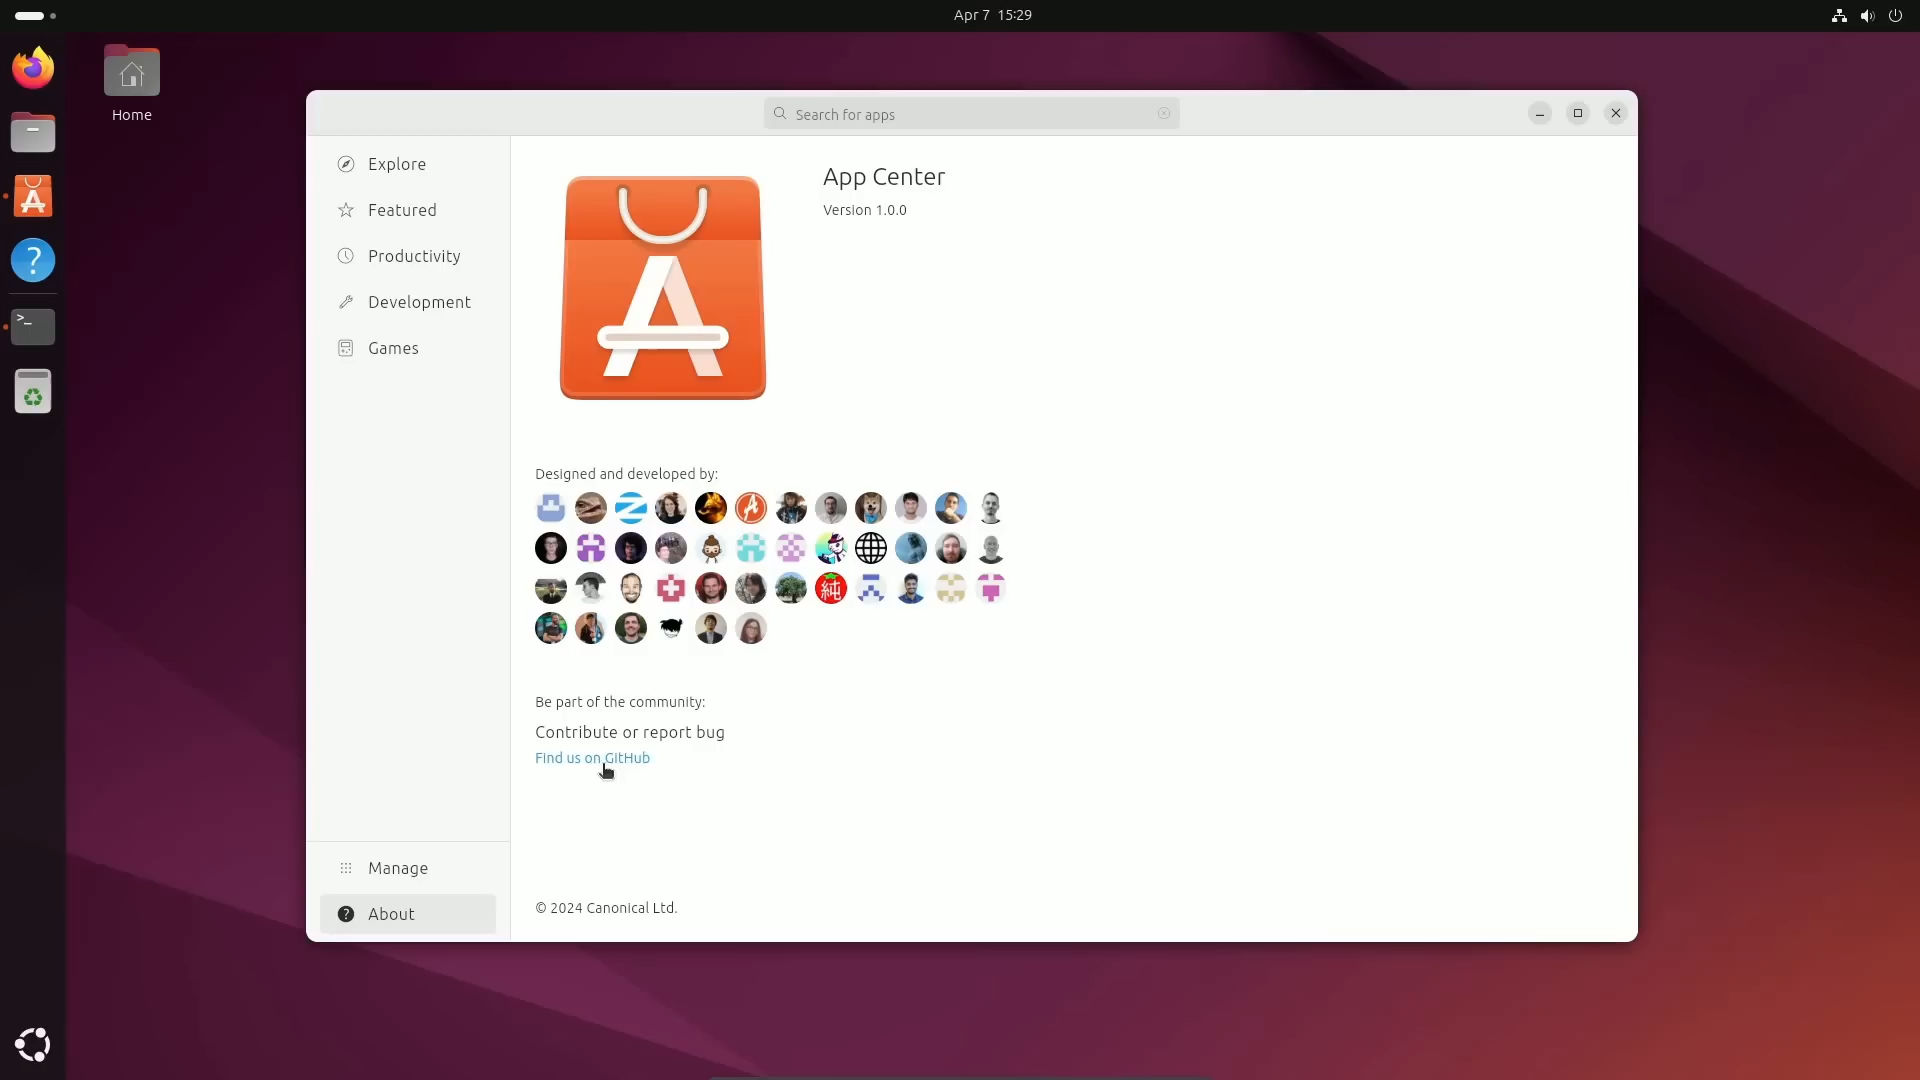 Apr 7 15:29
Home
Search for apps
Explore
Featured
Productivity
Development
Games
Manage
About
App Center
Version 1.0.0
Designed and developed by:
純
Be part of the community:
Contribute or report bug
Find us on GitHub
© 2024 Canonical Ltd.